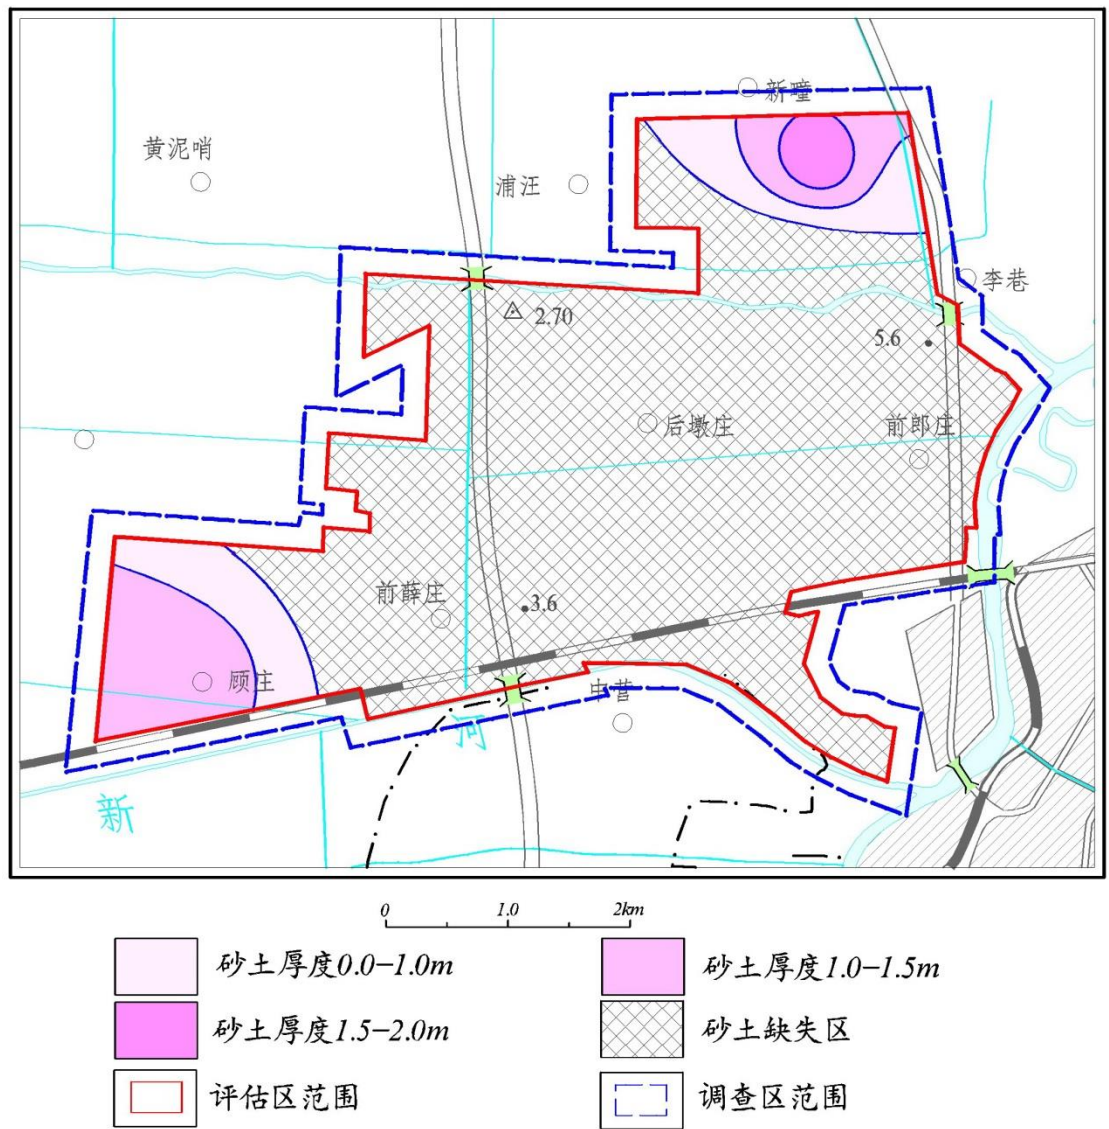 新疃
黄泥哨
浦汪
李巷
2.70
5.6
后墩庄
前郎庄
前薛庄
3.6
顾庄
中营
河
新
0 1.0 2km
砂土厚度0.0-1.0m
砂土厚度1.0-1.5m
砂土厚度1.5-2.0m
砂土缺失区
评估区范围
调查区范围